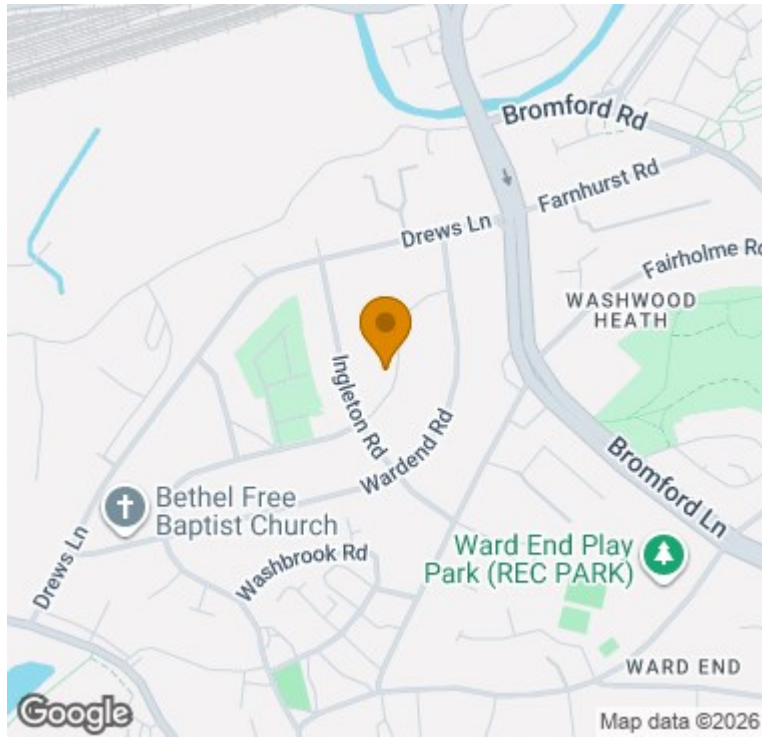 Bromford Rd
Farnhurst Rd
Drews Ln
Fairholme Rd
WASHWOOD
HEATH
Ingleton Rd
Wardend Rd
Bromford Ln
Bethel Free
Baptist Church
Drews Ln
Washbrook Rd
Ward End Play
Park (REC PARK)
WARD END
Google
Map data ©2026